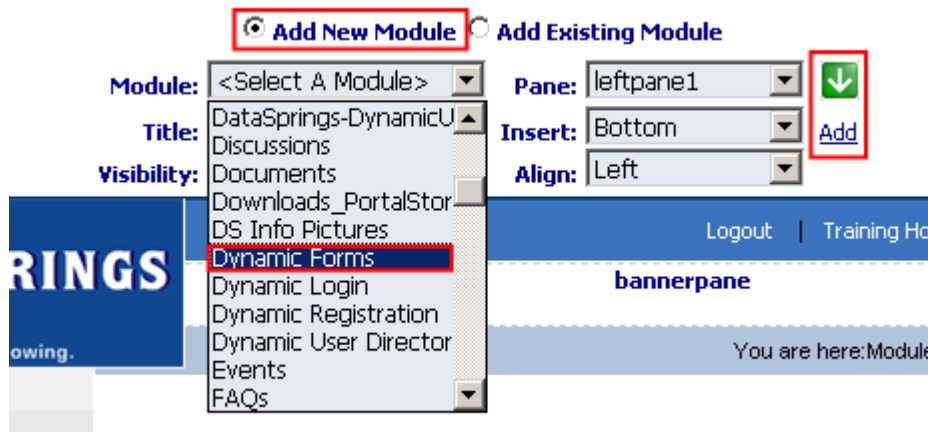 Add New Module Add Existing Module
Module: <Select A Module> Pane: leftpane1
Title: Insert: Bottom Add
Visibility: Align: Left
DataSprings-DynamicU
Discussions
Documents
Downloads_PortalStor
DS Info Pictures
Dynamic Forms
Dynamic Login
Dynamic Registration
Dynamic User Director
Events
FAQs
RINGS
owing.
Logout | Training Ho
bannerpane
You are here:Module